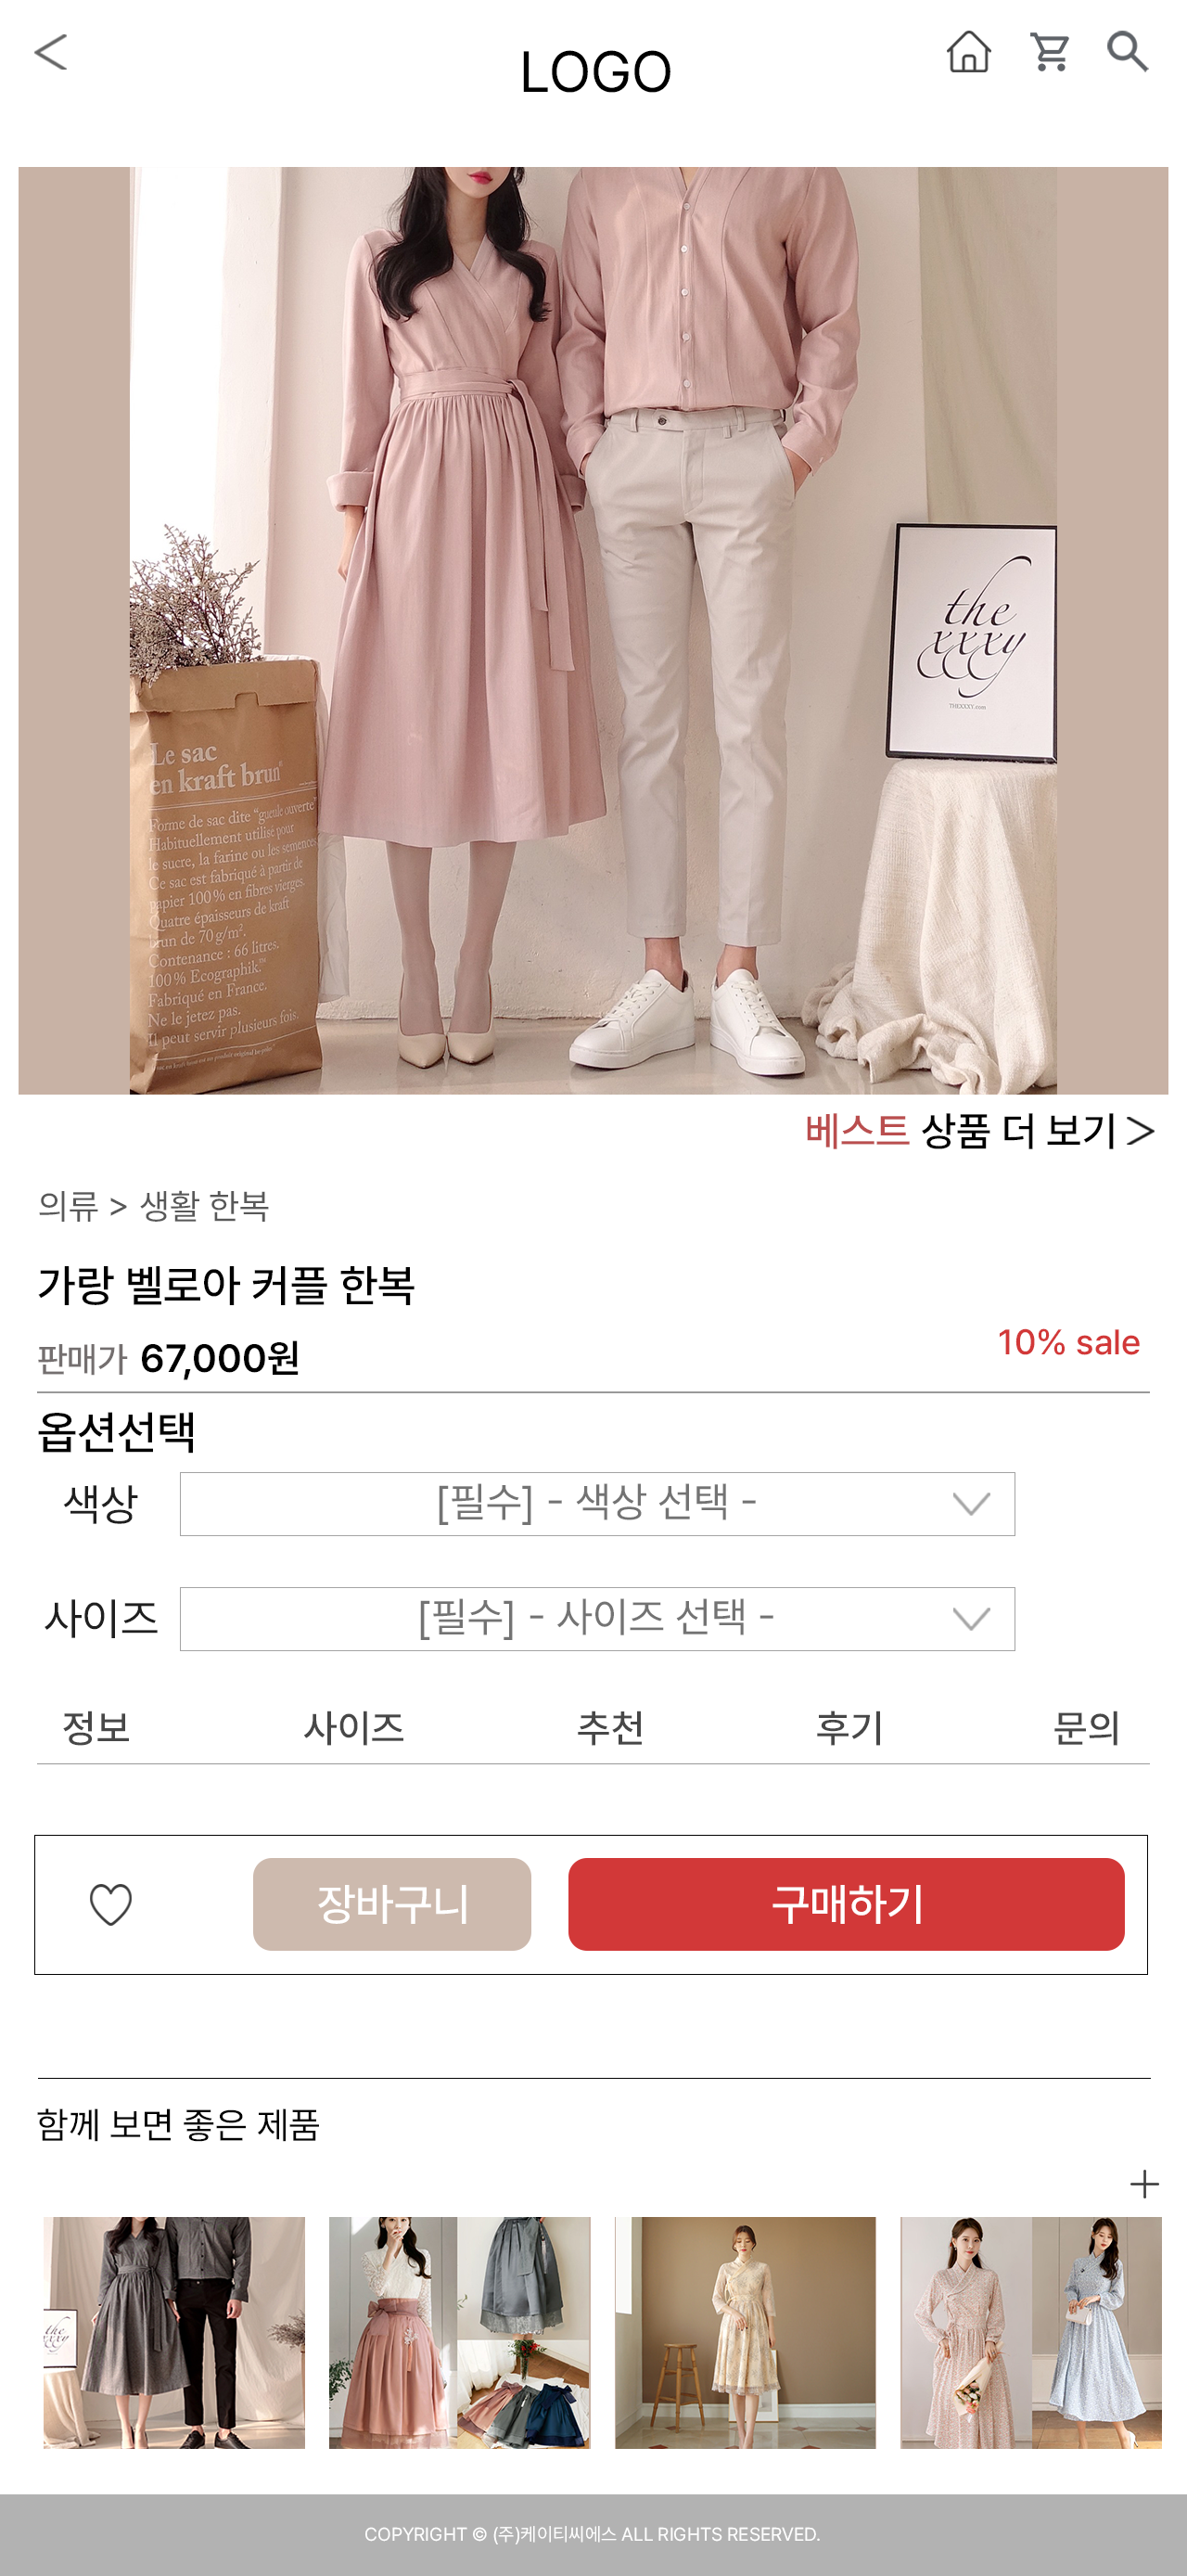 LOGO
the
xxxy
THEXXXY.com
Le sac
en kraft brun
Forme de sac dite "gueule ouverte"
Habituellement utilisé pour
le sucre, la farine ou les semences
Ce sac est fabriqué à partir de
papier 100% en fibres vierges.
Quatre épaisseurs de kraft
brun de 70g/m².
Contenance : 66 litres.
100% Ecographik.™
Fabriqué en France.
Ne le jetez pas.
Il peut servir plusieurs fois.
베스트 상품 더 보기 >
의류 > 생활 한복
가랑 벨로아 커플 한복
판매가 67,000원
10% sale
옵션선택
색상 [필수] - 색상 선택 -
사이즈 [필수] - 사이즈 선택 -
정보 사이즈 추천 후기 문의
장바구니 구매하기
함께 보면 좋은 제품
COPYRIGHT © (주)케이티씨에스 ALL RIGHTS RESERVED.